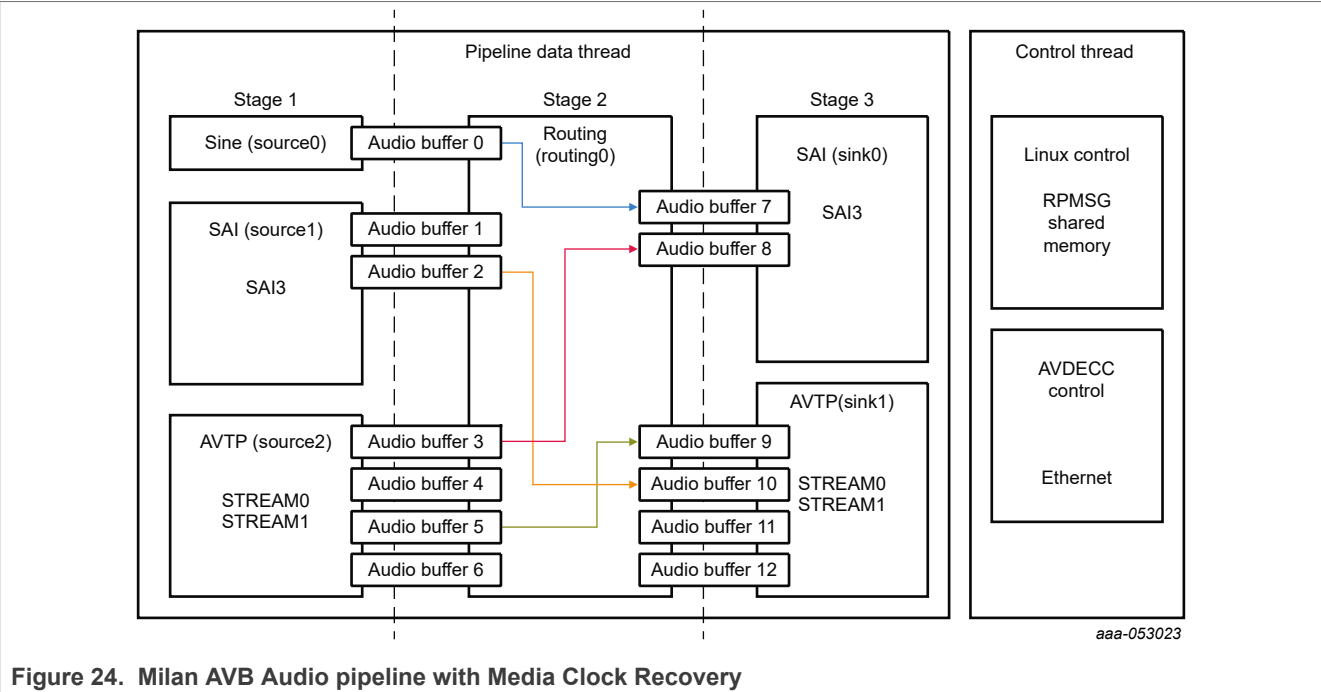 Pipeline data thread
Control thread
Stage 1
Stage 2
Stage 3
Sine (source0)
Audio buffer 0
Routing
(routing0)
SAI (sink0)
SAI3
Audio buffer 7
Audio buffer 8
SAI (source1)
SAI3
Audio buffer 1
Audio buffer 2
AVTP (source2)
STREAM0
STREAM1
Audio buffer 3
Audio buffer 4
Audio buffer 5
Audio buffer 6
AVTP(sink1)
Audio buffer 9
Audio buffer 10
Audio buffer 11
Audio buffer 12
STREAM0
STREAM1
Linux control
RPMSG
shared
memory
AVDECC
control
Ethernet
aaa-053023
Figure 24. Milan AVB Audio pipeline with Media Clock Recovery